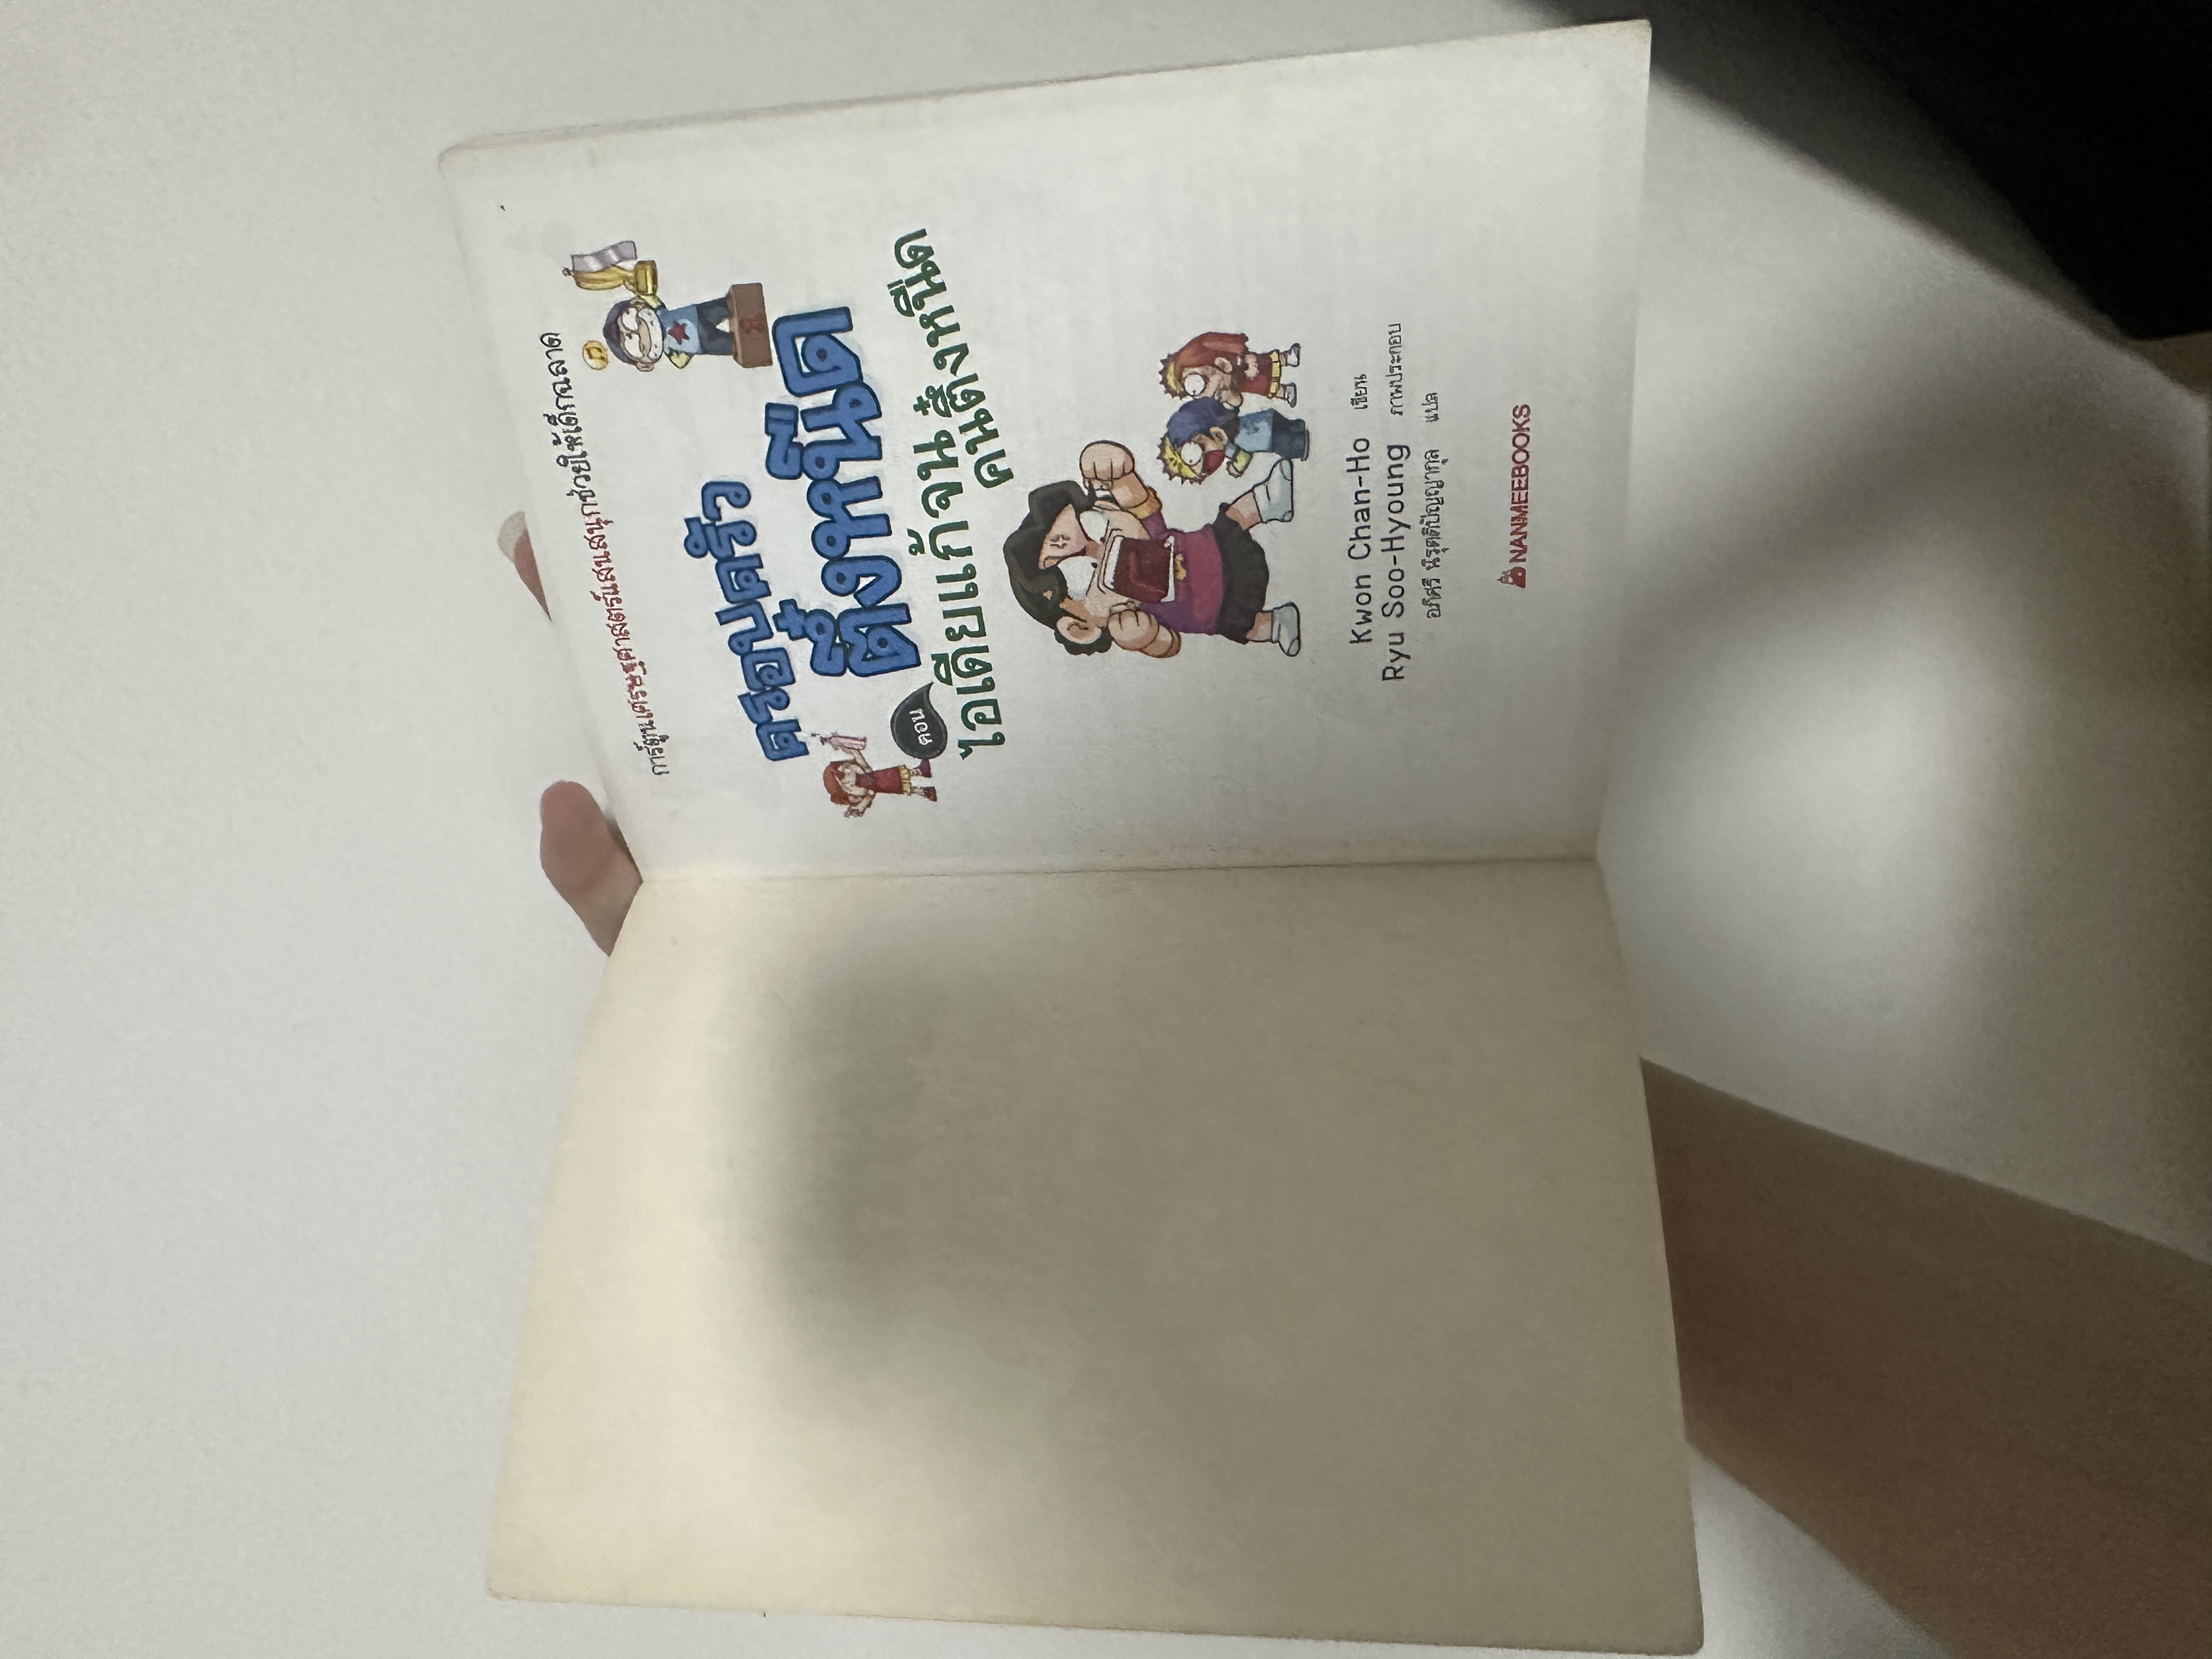 การ์ตูนเศรษฐศาสตร์แสนสนุกช่วยให้เด็กฉลาด
ครอบครัว
ตึ๋งหนืด
ตอน
ไอเดียแก้จน
คนตึ๋งหนืด
Kwon Chan-Ho เขียน
Ryu Soo-Hyoung ภาพประกอบ
อภิศรี นิรุตติปัญญากุล แปล
NANMEEBOOKS